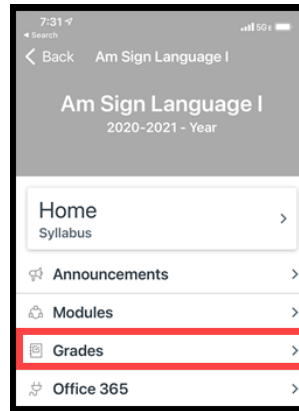 7:31
5G E
Search
Back Am Sign Language I
Am Sign Language I
2020-2021 - Year
Home
Syllabus
Announcements
Modules
Grades
Office 365